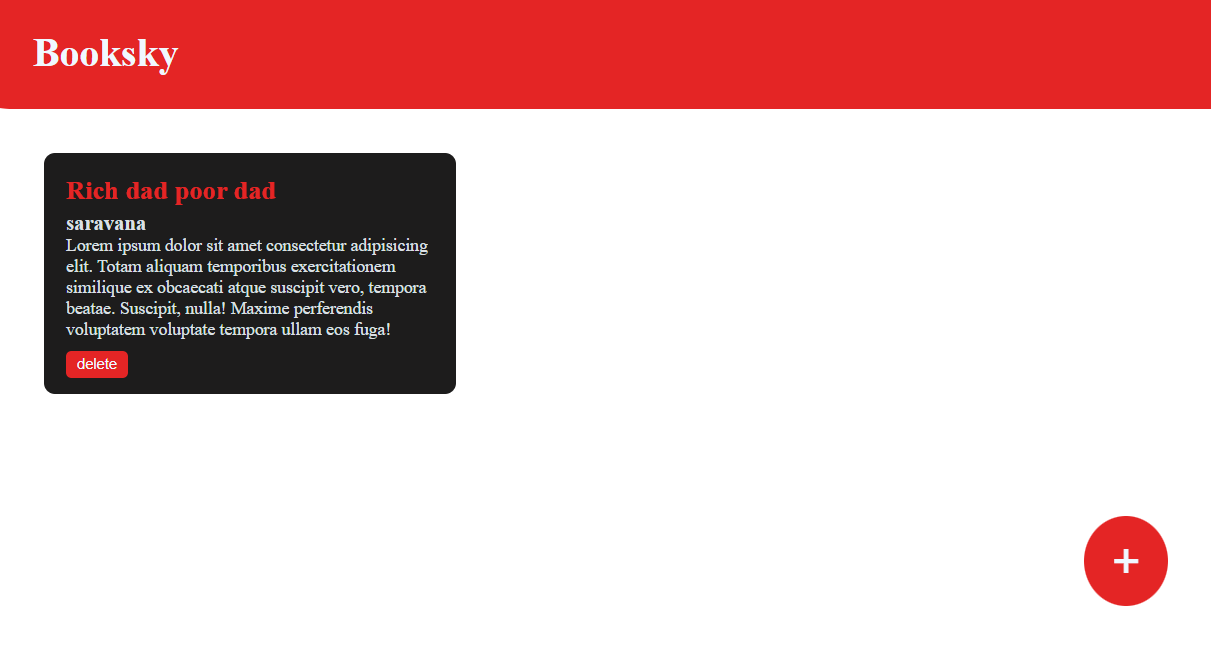 Booksky
Rich dad poor dad
saravana
Lorem ipsum dolor sit amet consectetur adipisicing
elit. Totam aliquam temporibus exercitationem
similique ex obcaecati atque suscipit vero, tempora
beatae. Suscipit, nulla! Maxime perferendis
voluptatem voluptate tempora ullam eos fuga!
delete
+